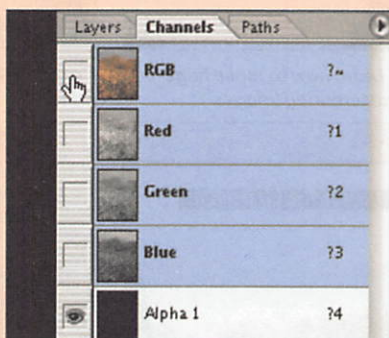 Layers Channels Paths
RGB ?~
Red ?1
Green ?2
Blue ?3
Alpha 1 ?4